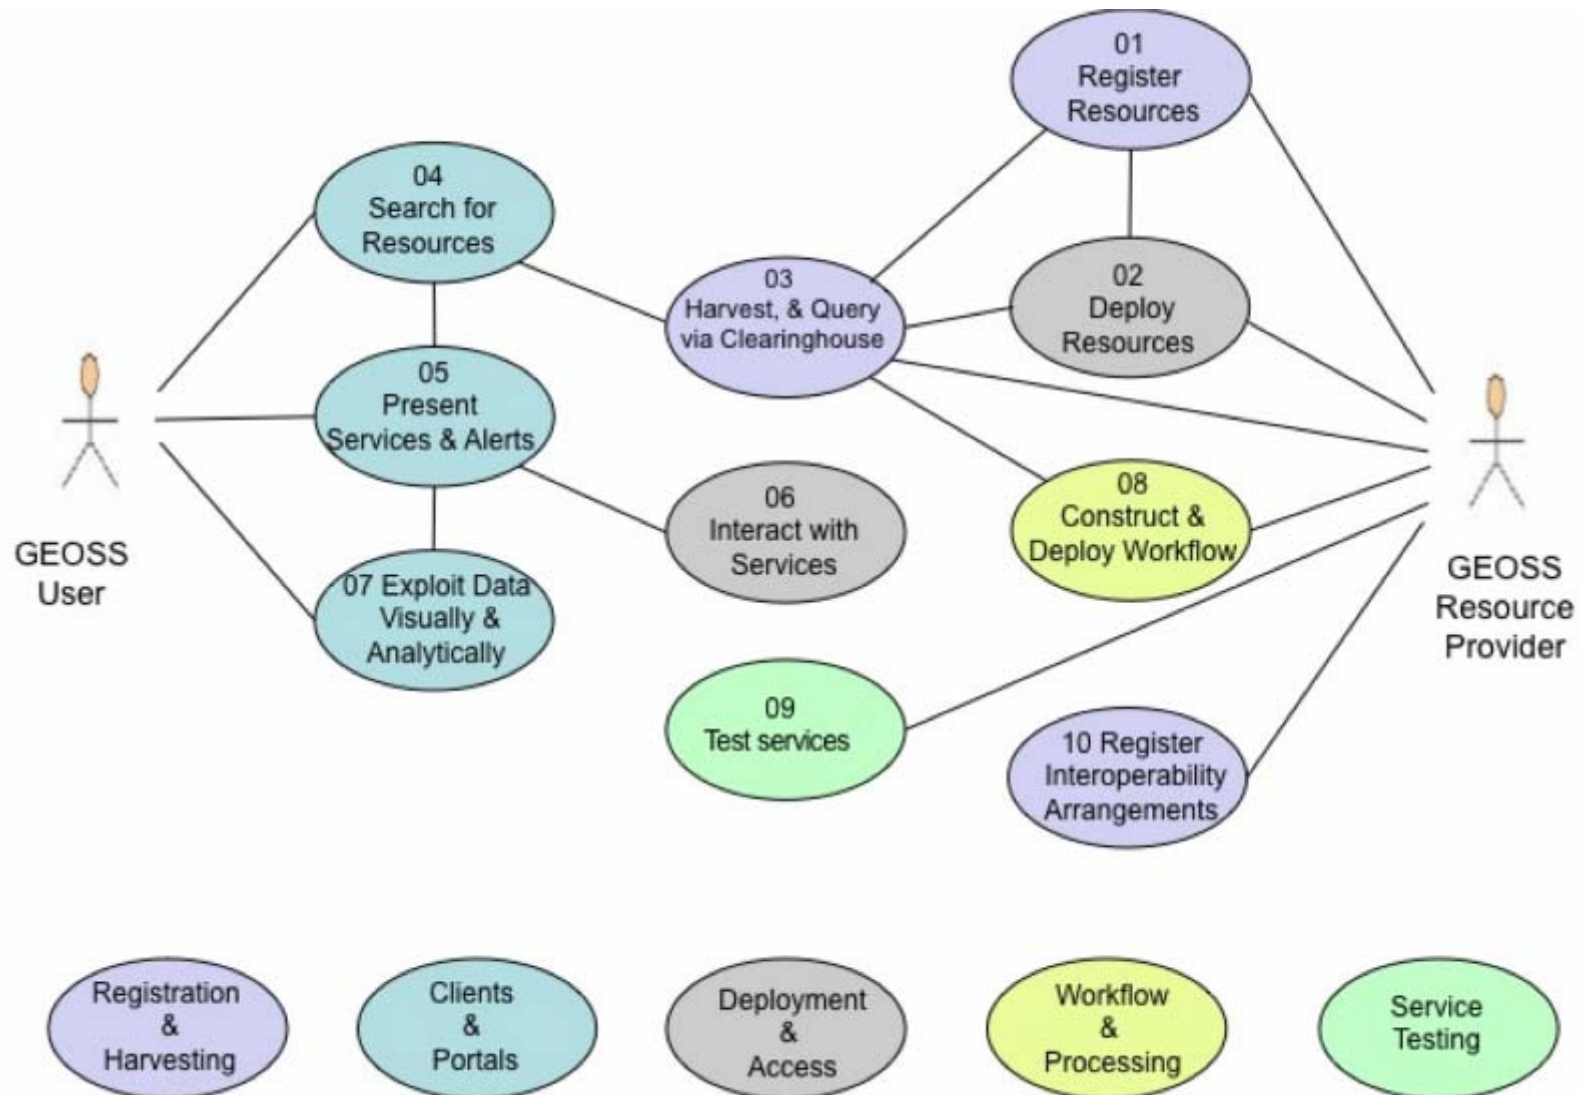 01
Register
Resources
04
Search for
Resources
03
Harvest, & Query
via Clearinghouse
02
Deploy
Resources
05
Present
Services & Alerts
06
Interact with
Services
08
Construct &
Deploy Workflow
GEOSS
User
GEOSS
Resource
Provider
07 Exploit Data
Visually &
Analytically
09
Test services
10 Register
Interoperability
Arrangements
Registration
&
Harvesting
Clients
&
Portals
Deployment
&
Access
Workflow
&
Processing
Service
Testing